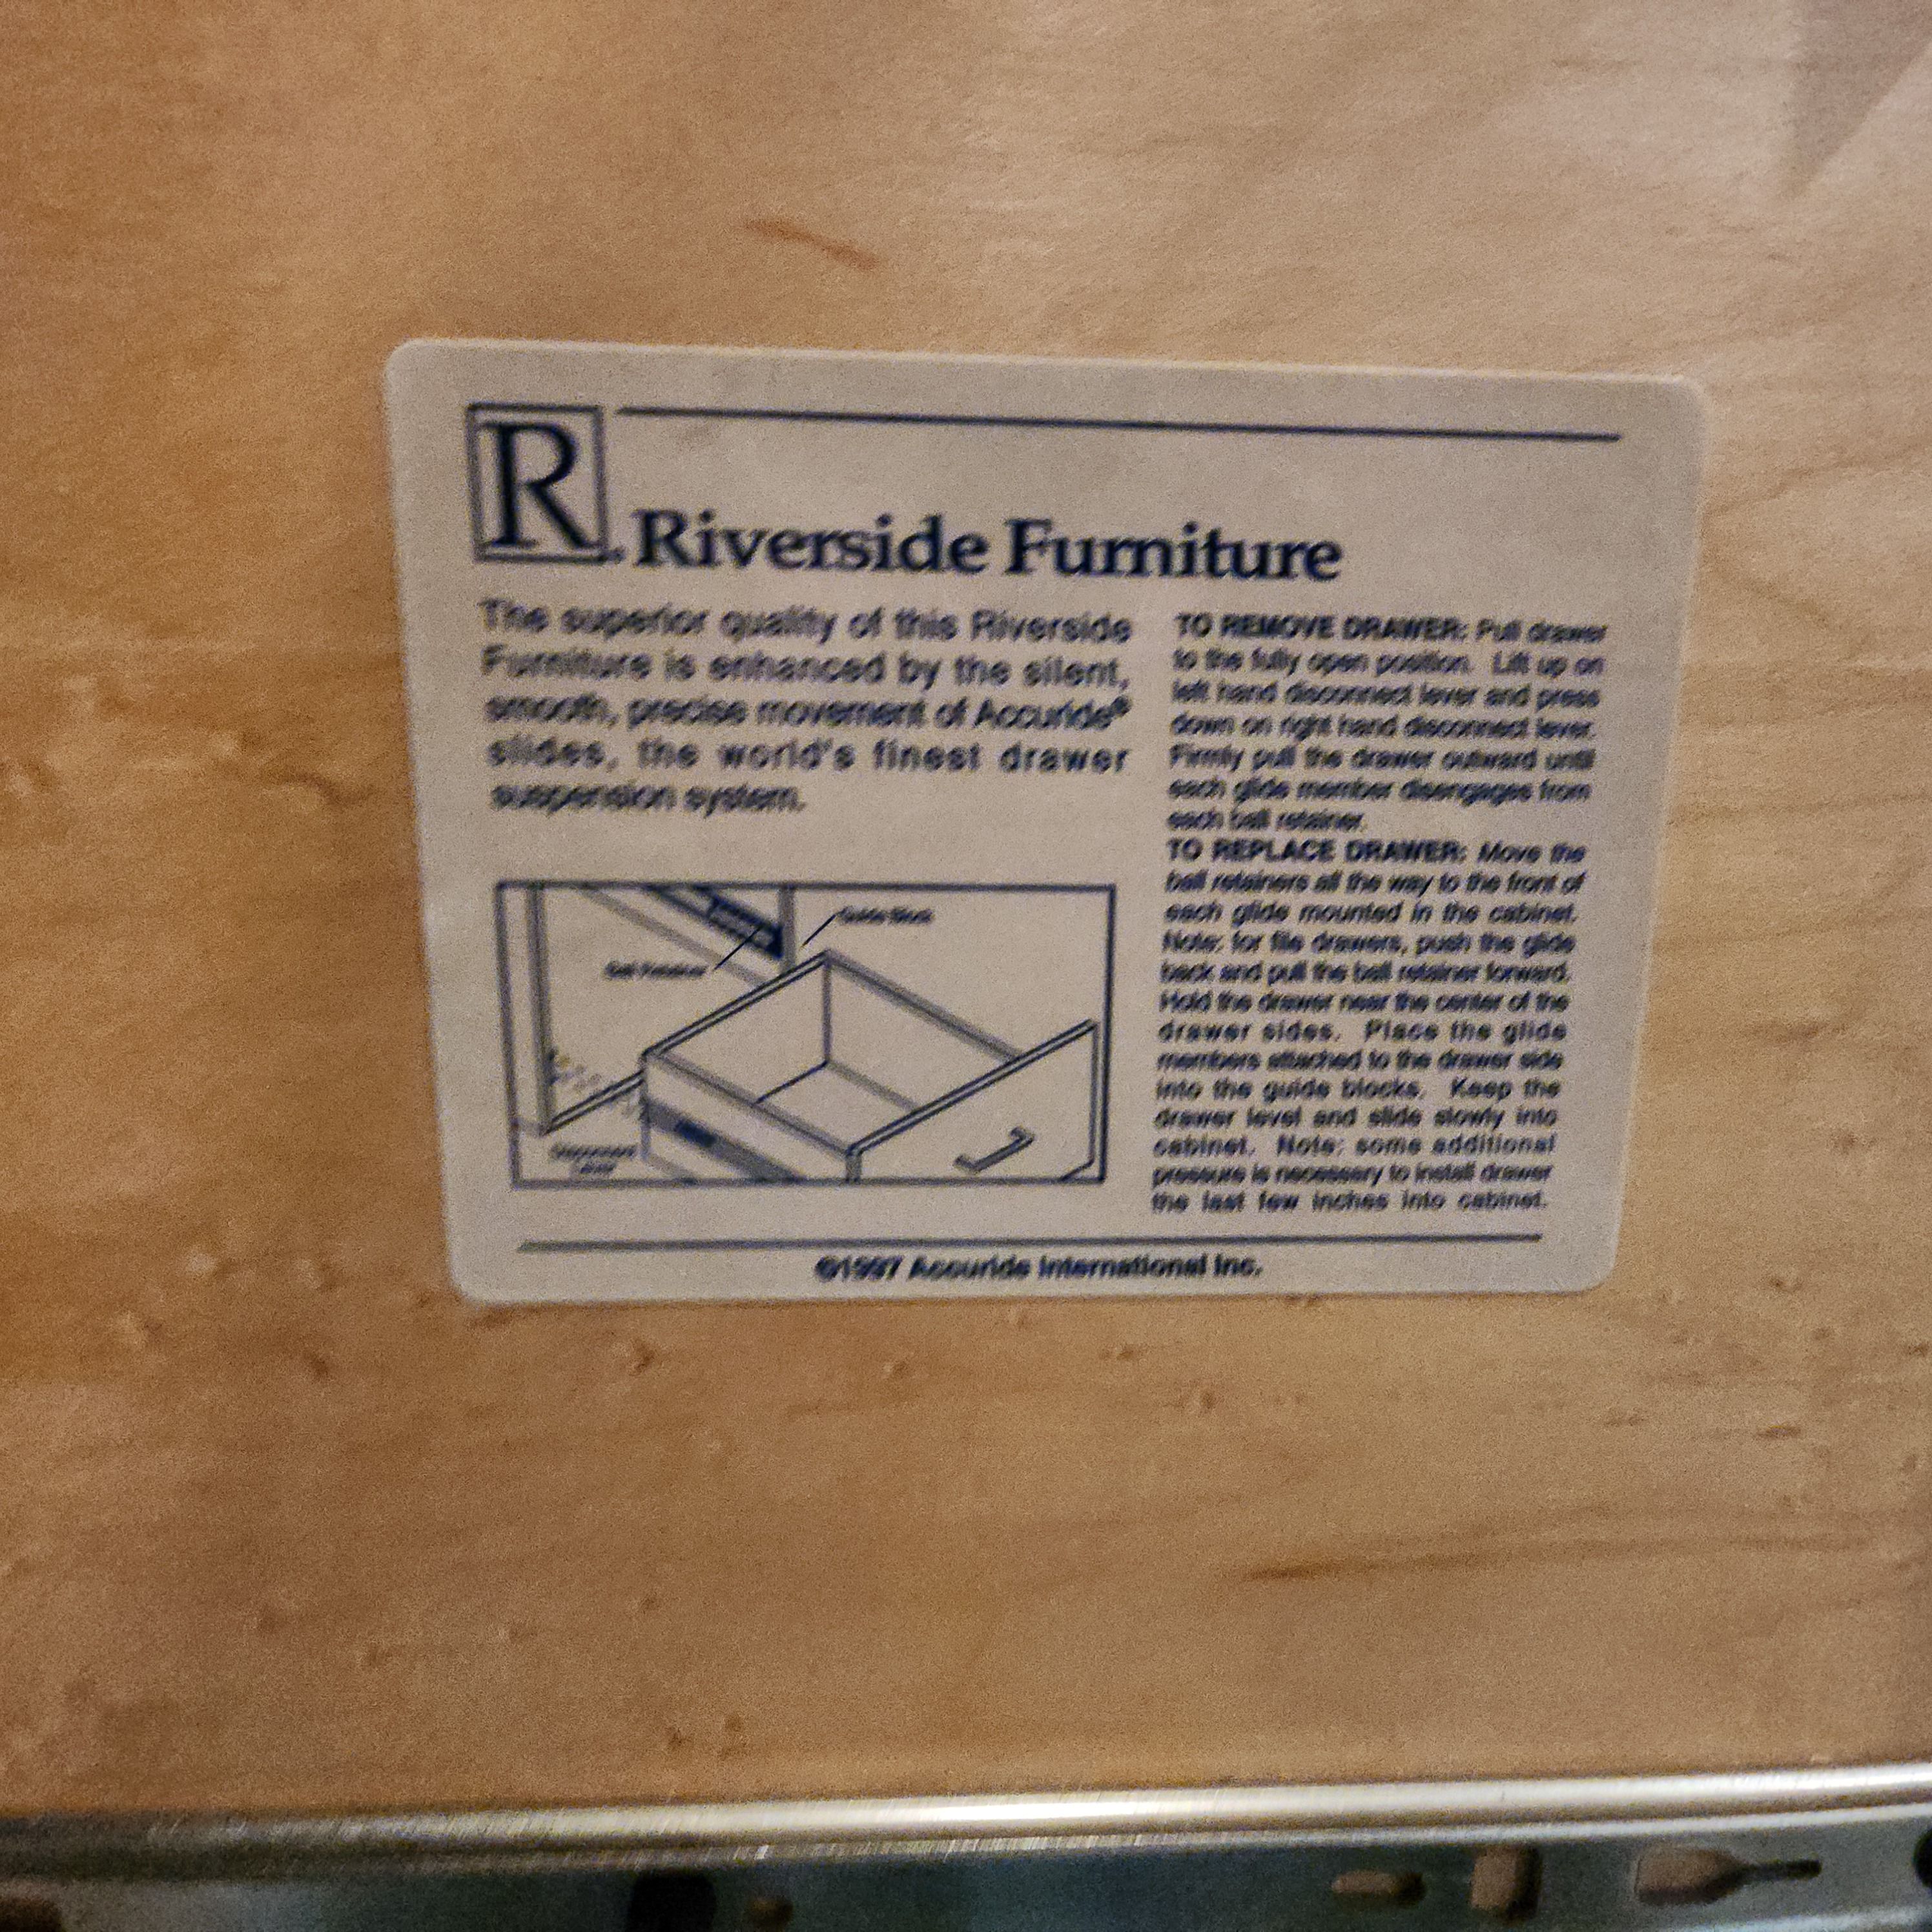 R
Riverside Furniture
The superior quality of this Riverside
Furniture is enhanced by the silent,
smooth, precise movement of Accuride®
slides, the world's finest drawer
suspension system.
Guide Block
Ball Retainer
Disconnect
Lever
TO REMOVE DRAWER: Pull drawer
to the fully open position. Lift up on
left hand disconnect lever and press
down on right hand disconnect lever.
Firmly pull the drawer outward until
each glide member disengages from
each ball retainer.
TO REPLACE DRAWER: Move the
ball retainers all the way to the front of
each glide mounted in the cabinet.
Note: for file drawers, push the glide
back and pull the ball retainer forward.
Hold the drawer near the center of the
drawer sides. Place the glide
members attached to the drawer side
into the guide blocks. Keep the
drawer level and slide slowly into
cabinet. Note: some additional
pressure is necessary to install drawer
the last few inches into cabinet.
©1997 Accuride International Inc.